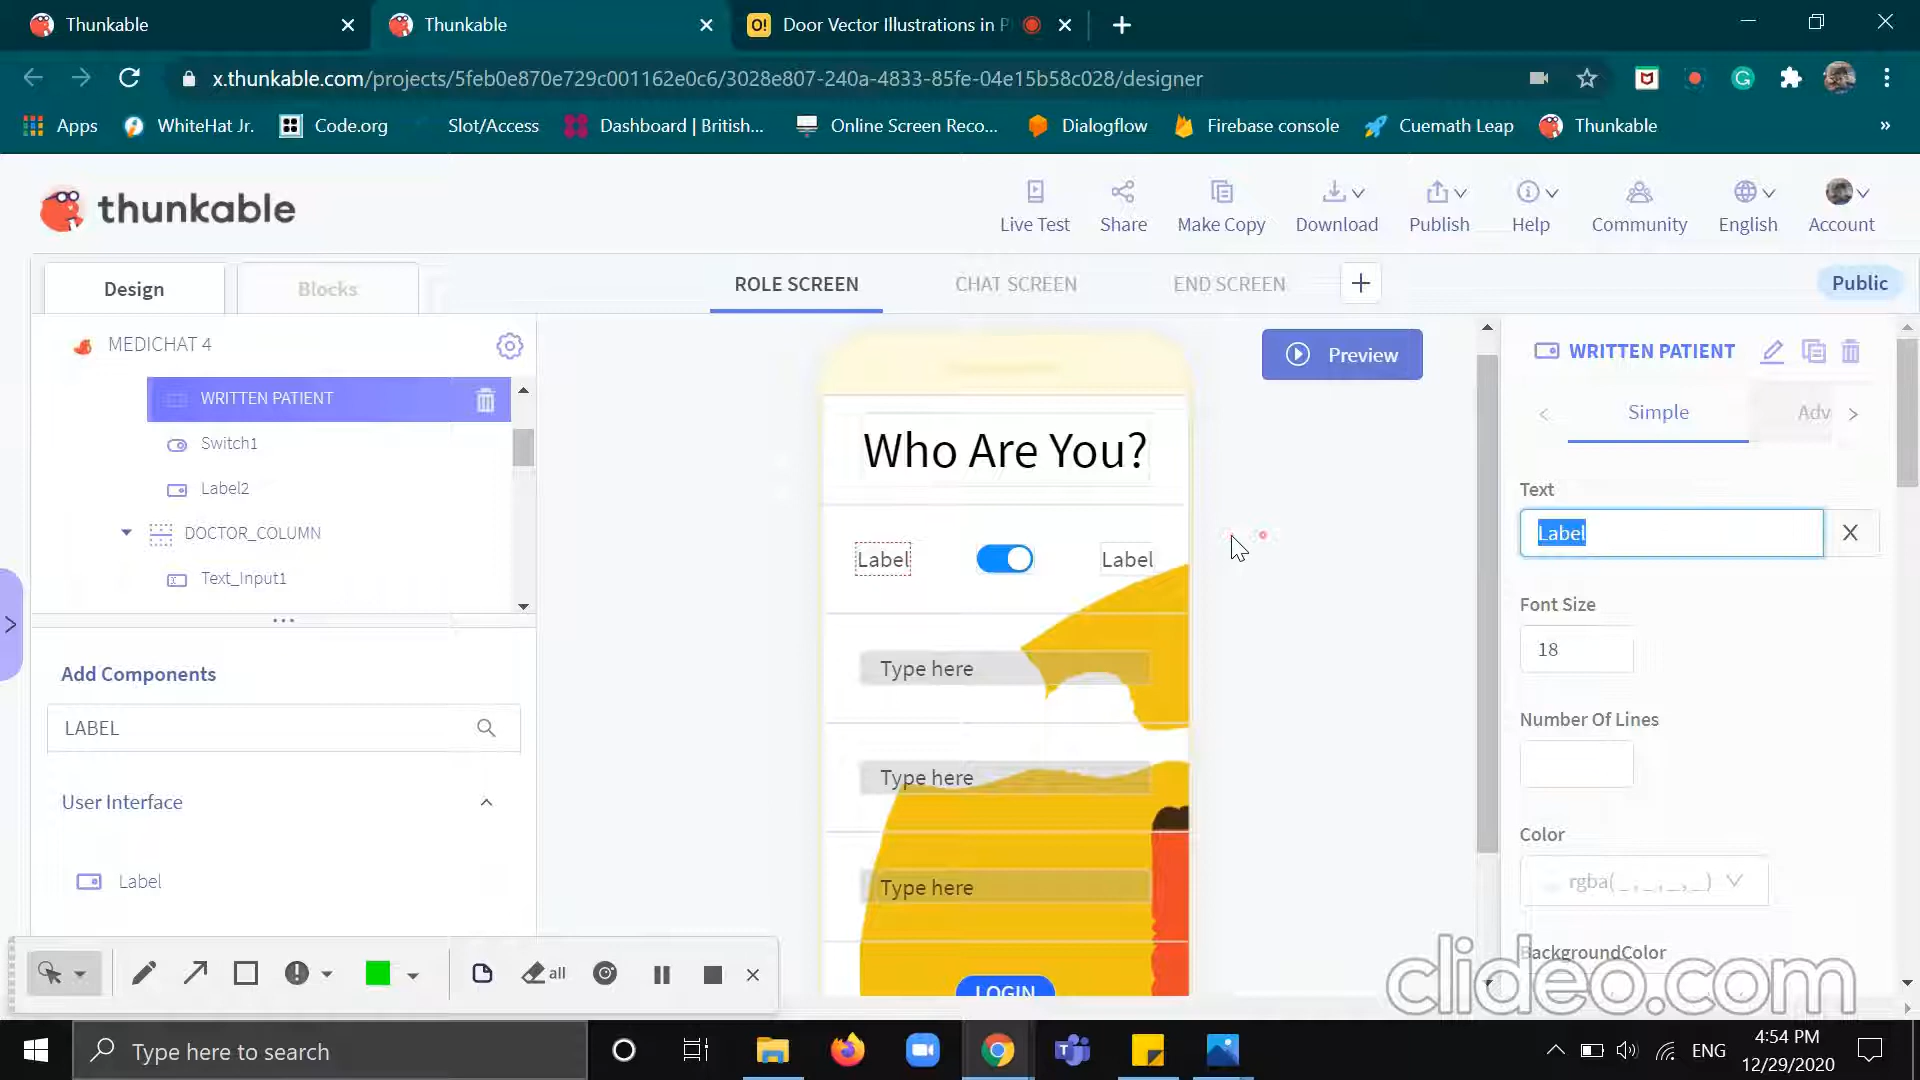 Thunkable
Thunkable
O!
Door Vector Illustrations in P
x.thunkable.com/projects/5feb0e870e729c001162e0c6/3028e807-240a-4833-85fe-04e15b58c028/designer
Apps
WhiteHat Jr.
Code.org
Slot/Access
Dashboard | British...
Online Screen Reco...
Dialogflow
Firebase console
Cuemath Leap
Thunkable
»
thunkable
Live Test
Share
Make Copy
Download
Publish
Help
Community
English
Account
Design
Blocks
ROLE SCREEN
CHAT SCREEN
END SCREEN
Public
MEDICHAT 4
WRITTEN PATIENT
Switch1
Label2
DOCTOR_COLUMN
Text_Input1
Add Components
LABEL
User Interface
Label
Who Are You?
Label
Label
Type here
Type here
Type here
LOGIN
Preview
WRITTEN PATIENT
Simple
Adv
Text
Label
X
Font Size
18
Number Of Lines
Color
rgba(_,_,_,_)
BackgroundColor
clideo.com
all
Type here to search
ENG
4:54 PM
12/29/2020